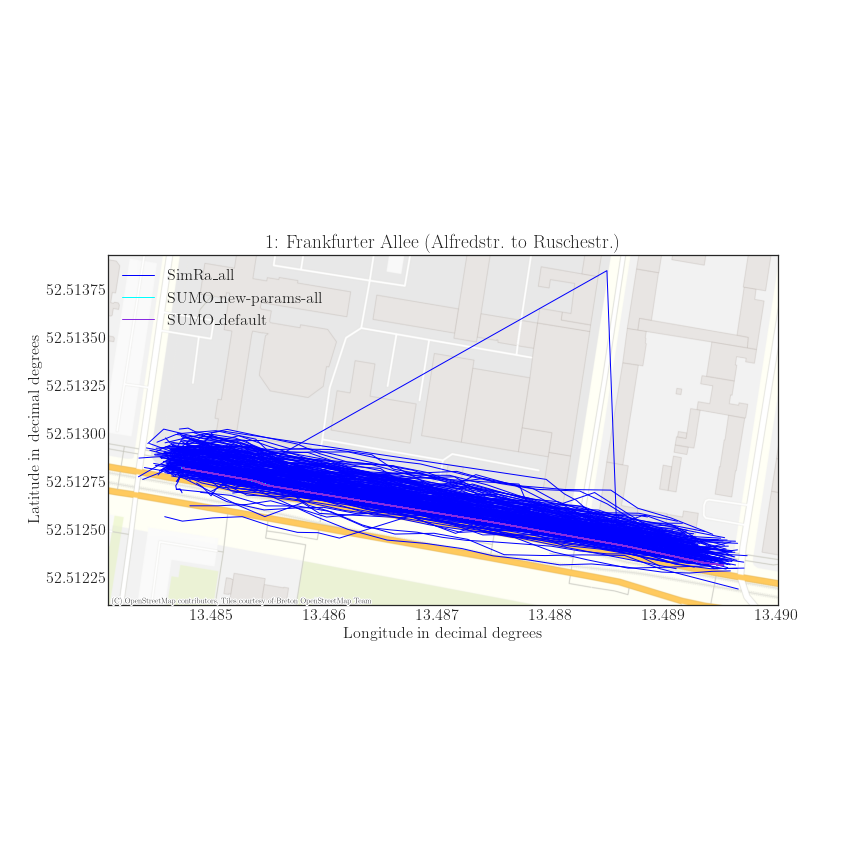 1: Frankfurter Allee (Alfredstr. to Ruschestr.)
SimRa_all
SUMO_new-params-all
SUMO_default
52.51375
52.51350
52.51325
52.51300
52.51275
52.51250
52.51225
Latitude in decimal degrees
(C) OpenStreetMap contributors, Tiles courtesy of Breton OpenStreetMap Team
13.485
13.486
13.487
13.488
13.489
13.490
Longitude in decimal degrees